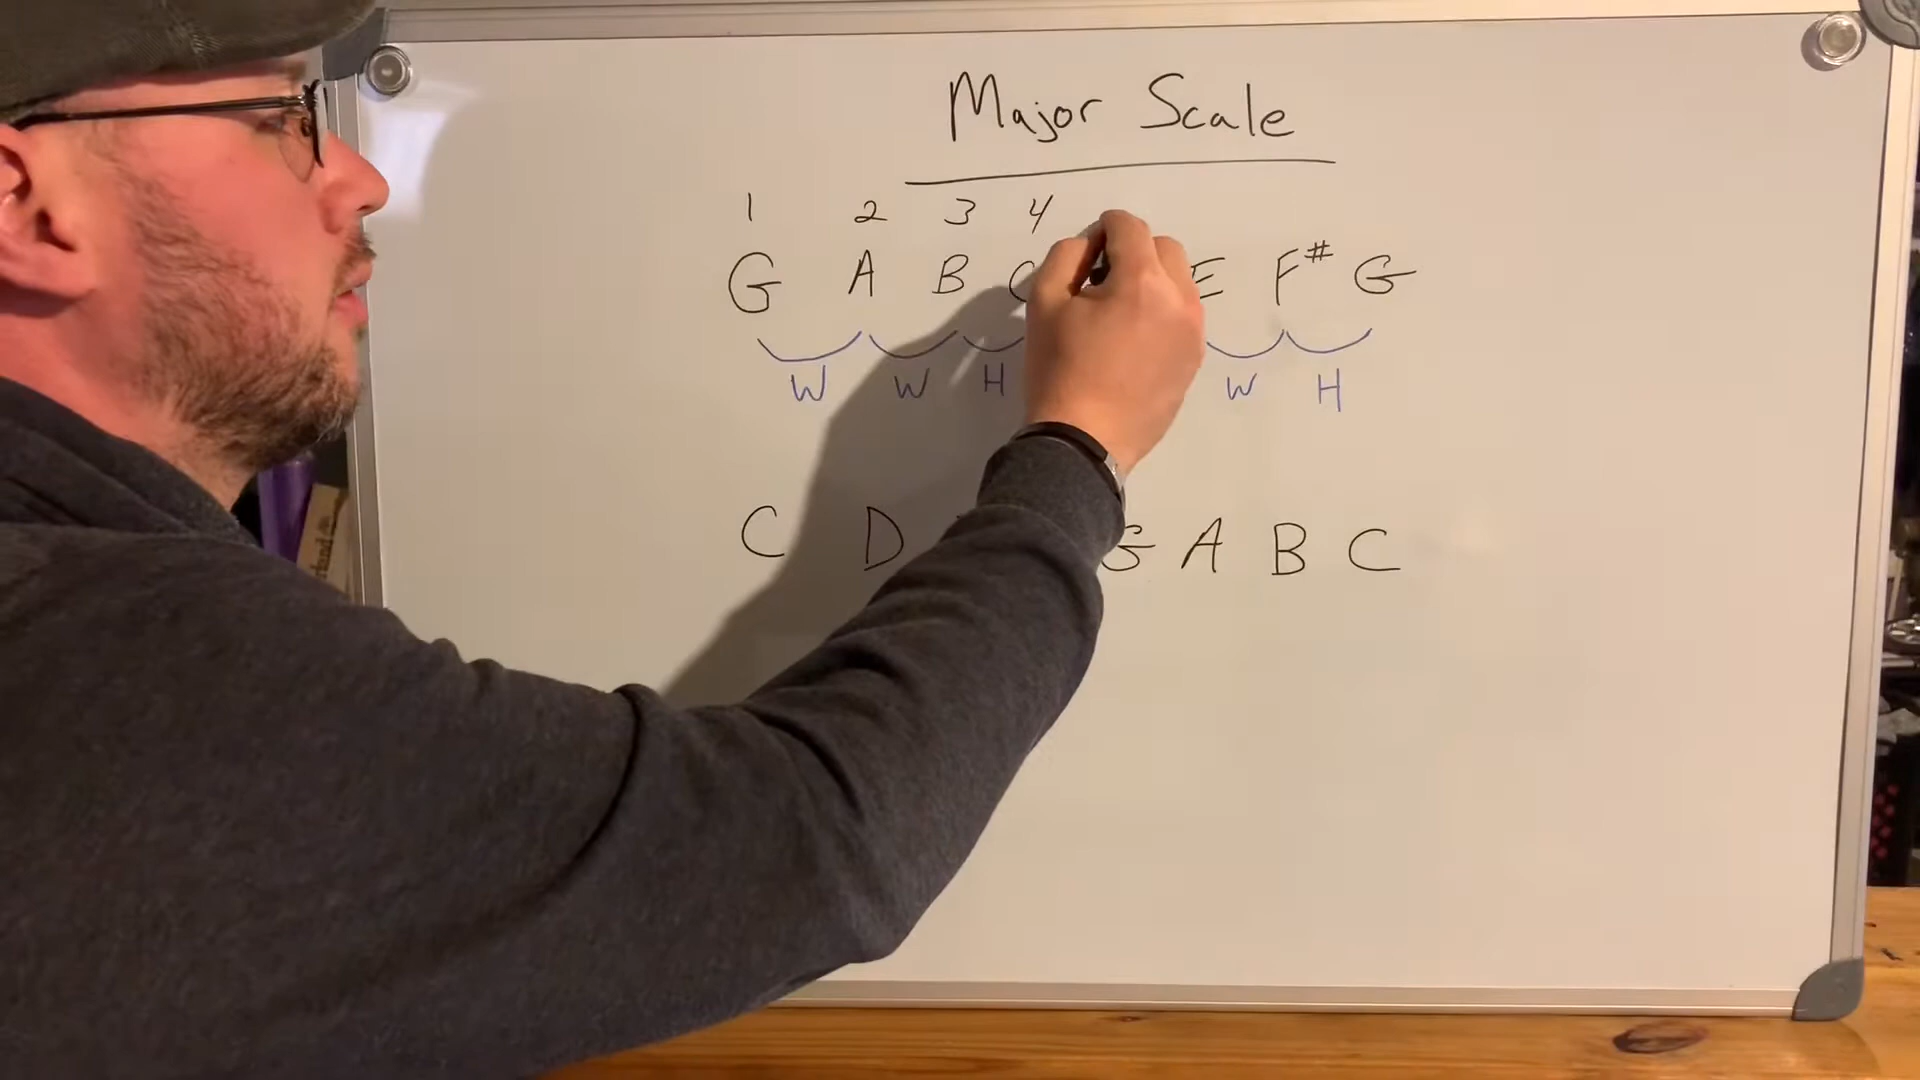 Major Scale
1 2 3 4
G A B C E F# G
W W H W H
C D G A B C